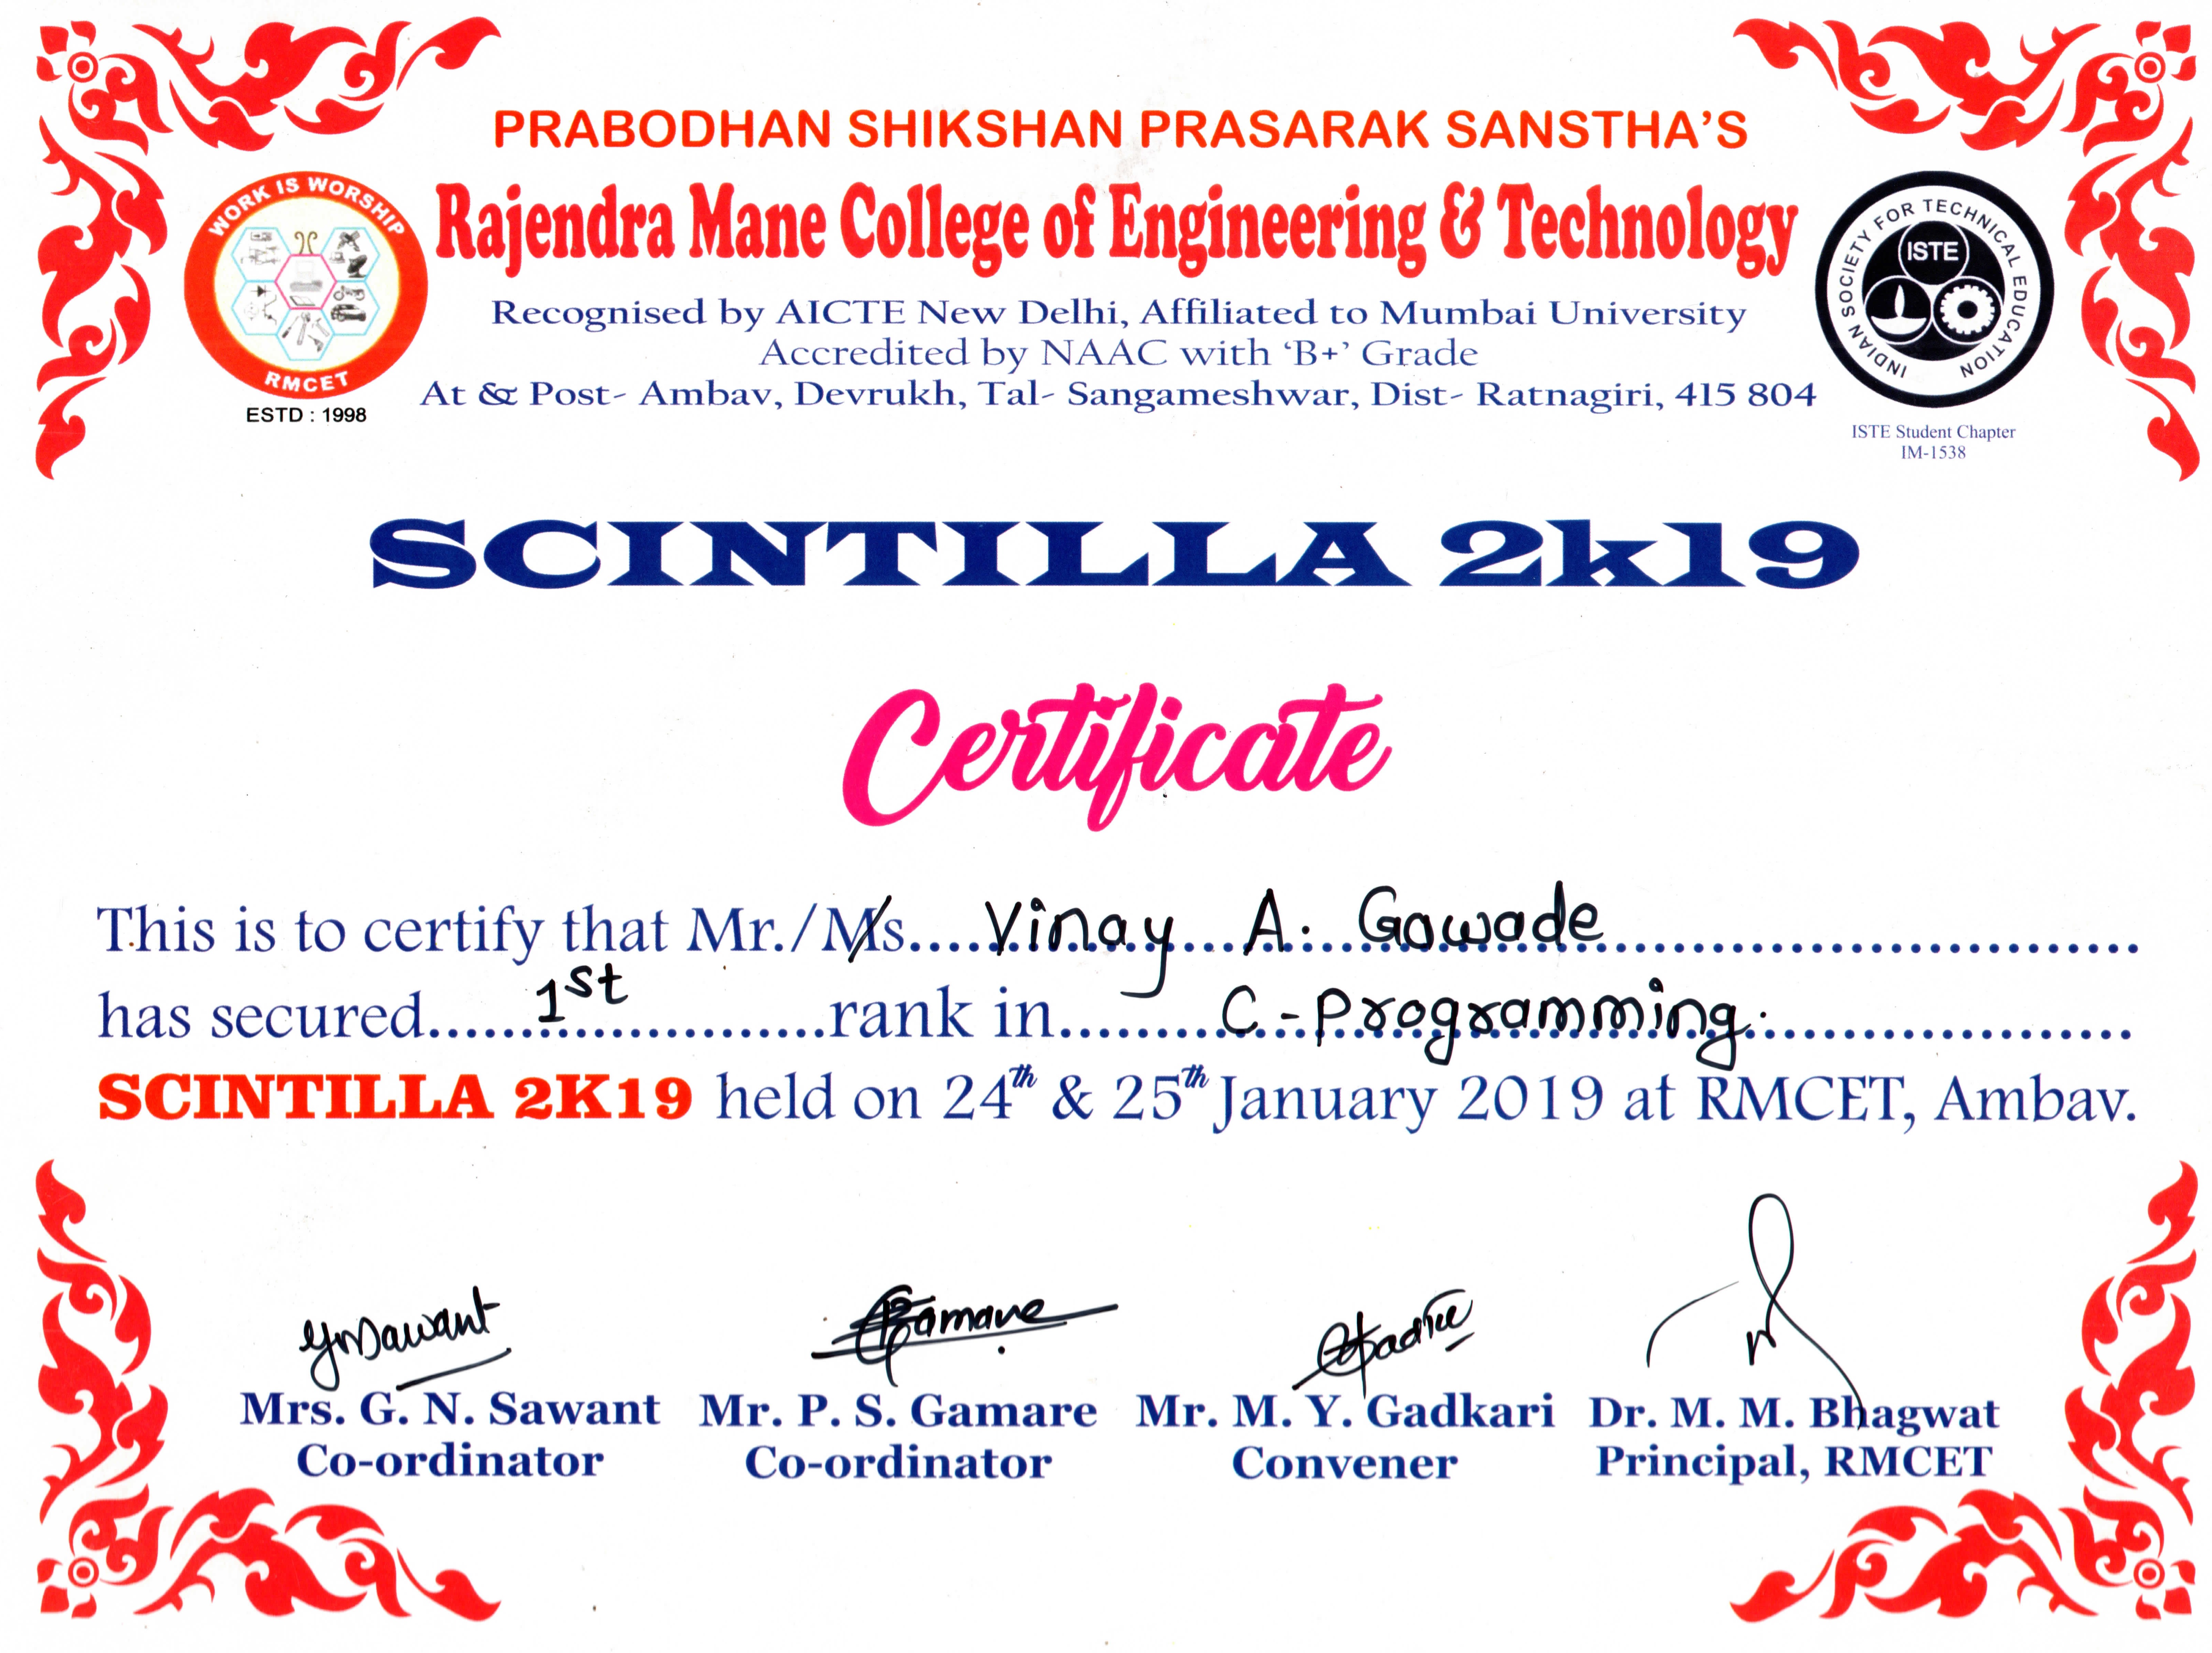 PRABODHAN SHIKSHAN PRASARAK SANSTHA'S
WORK IS WORSHIP
RMCET
ESTD : 1998
Rajendra Mane College of Engineering & Technology
Recognised by AICTE New Delhi, Affiliated to Mumbai University
Accredited by NAAC with 'B+' Grade
At & Post- Ambav, Devrukh, Tal- Sangameshwar, Dist- Ratnagiri, 415 804
INDIAN SOCIETY FOR TECHNICAL EDUCATION
ISTE
ISTE Student Chapter
IM-1538
SCINTILLA 2k19
Certificate
This is to certify that Mr./Ms....Vinay A. Gawade
has secured....1st....rank in....C-Programming.
SCINTILLA 2K19 held on 24th & 25th January 2019 at RMCET, Ambav.
Mrs. G. N. Sawant
Co-ordinator
Mr. P. S. Gamare
Co-ordinator
Mr. M. Y. Gadkari
Convener
Dr. M. M. Bhagwat
Principal, RMCET